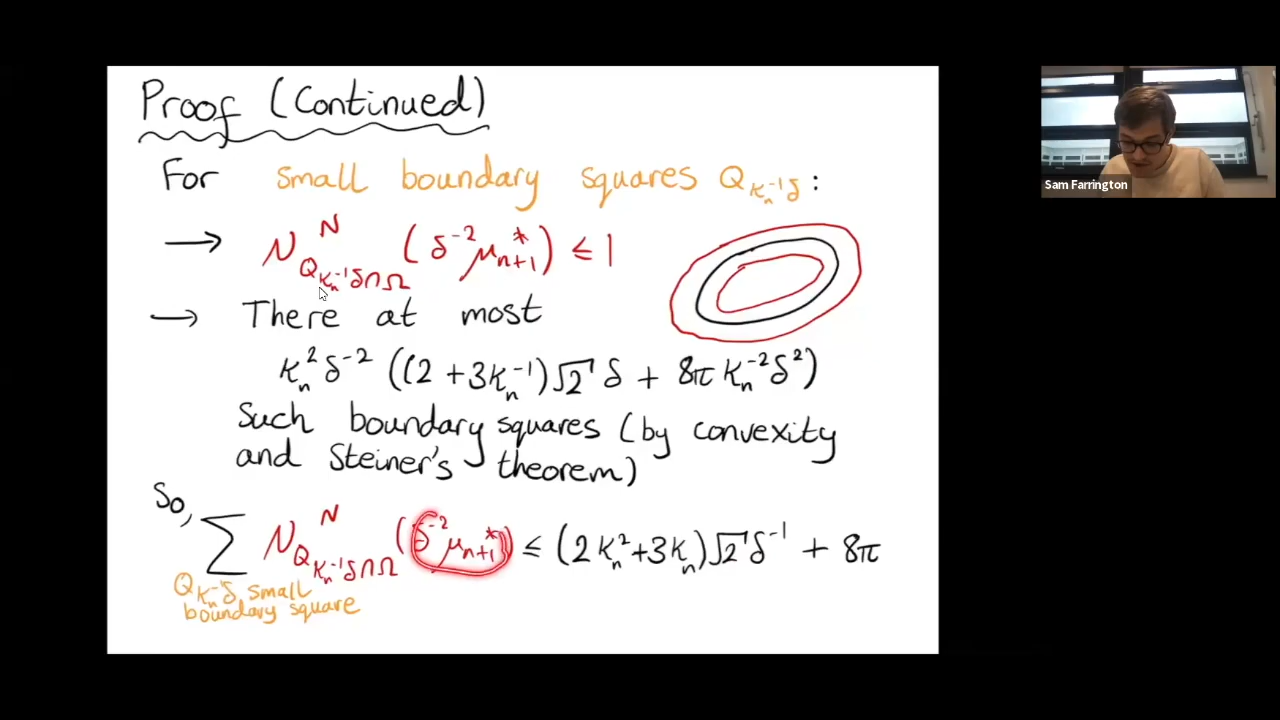 Proof (Continued)
For small boundary squares Q_{K_n^{-1}δ} :
→ N^N_{Q_{K_n^{-1}δ}∩Ω} (δ^{-2} μ^*_{n+1}) ≤ 1
→ There at most
K_n^2 δ^{-2} ((2 + 3K_n^{-1})√2 δ + 8π K_n^{-2} δ^2)
Such boundary squares (by convexity
and Steiner's theorem)
So,
∑ N^N_{Q_{K_n^{-1}δ}∩Ω} (δ^{-2} μ^*_{n+1}) ≤ (2K_n^2 + 3K_n)√2 δ^{-1} + 8π
Q_{K_n^{-1}δ} small
boundary square
Sam Farrington